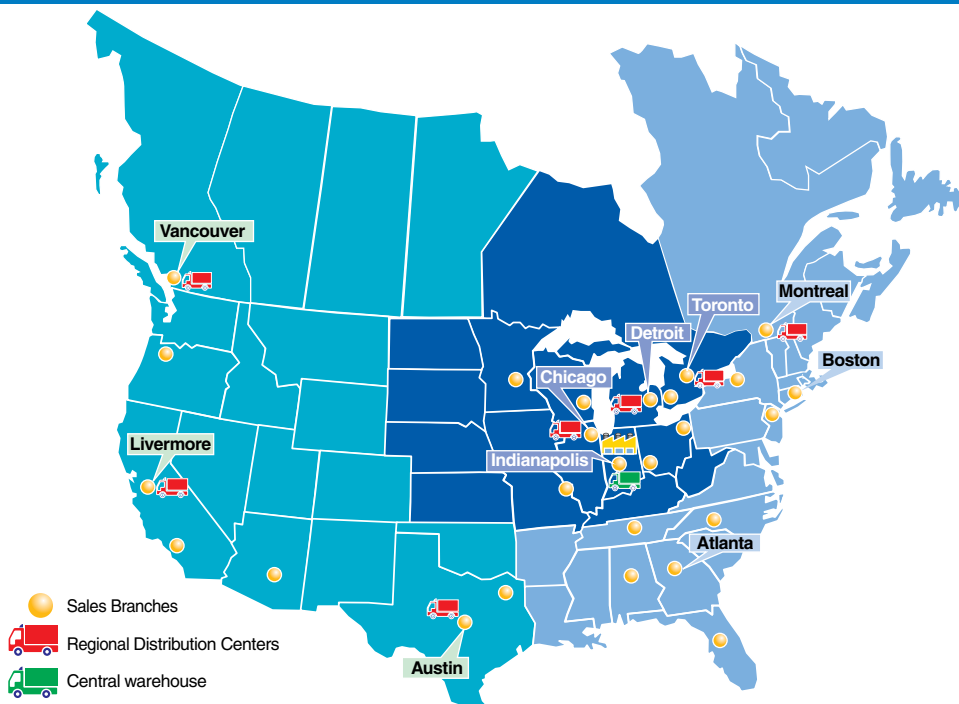 Vancouver
Montreal
Toronto
Detroit
Boston
Chicago
Livermore
Indianapolis
Atlanta
Sales Branches
Regional Distribution Centers
Austin
Central warehouse